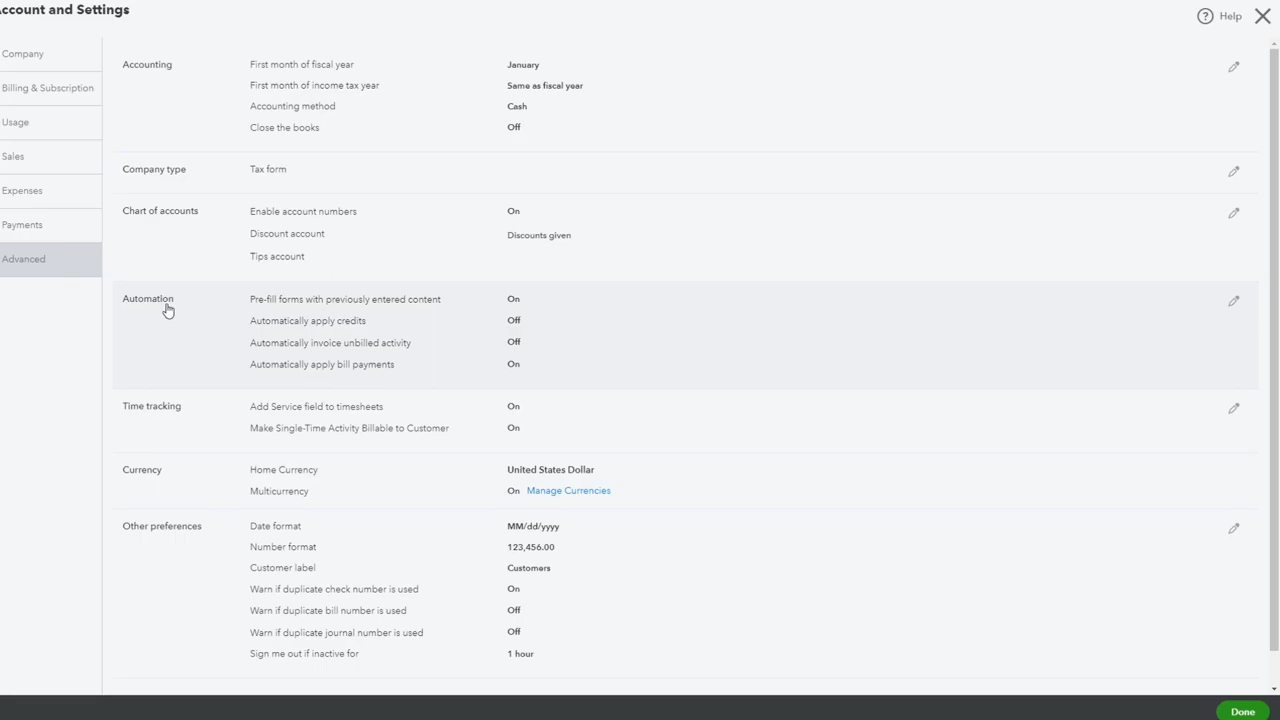 ccount and Settings
Help
Company
Billing & Subscription
Usage
Sales
Expenses
Payments
Advanced
Accounting
First month of fiscal year January
First month of income tax year Same as fiscal year
Accounting method Cash
Close the books Off
Company type Tax form
Chart of accounts Enable account numbers On
Discount account Discounts given
Tips account
Automation Pre-fill forms with previously entered content On
Automatically apply credits Off
Automatically invoice unbilled activity Off
Automatically apply bill payments On
Time tracking Add Service field to timesheets On
Make Single-Time Activity Billable to Customer On
Currency Home Currency United States Dollar
Multicurrency On Manage Currencies
Other preferences Date format MM/dd/yyyy
Number format 123,456.00
Customer label Customers
Warn if duplicate check number is used On
Warn if duplicate bill number is used Off
Warn if duplicate journal number is used Off
Sign me out if inactive for 1 hour
Done